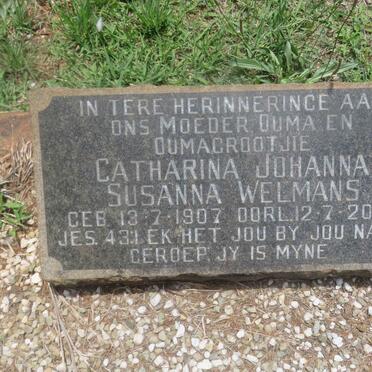 IN TERE HERINNERINGE AA
ONS MOEDER OUMA EN
OUMAGROOTJIE
CATHARINA JOHANNA
SUSANNA WELMANS
GEB. 13-7-1907 OORL. 12-7-20
JES. 43:1 EK HET JOU BY JOU NA
GEROEP, JY IS MYNE